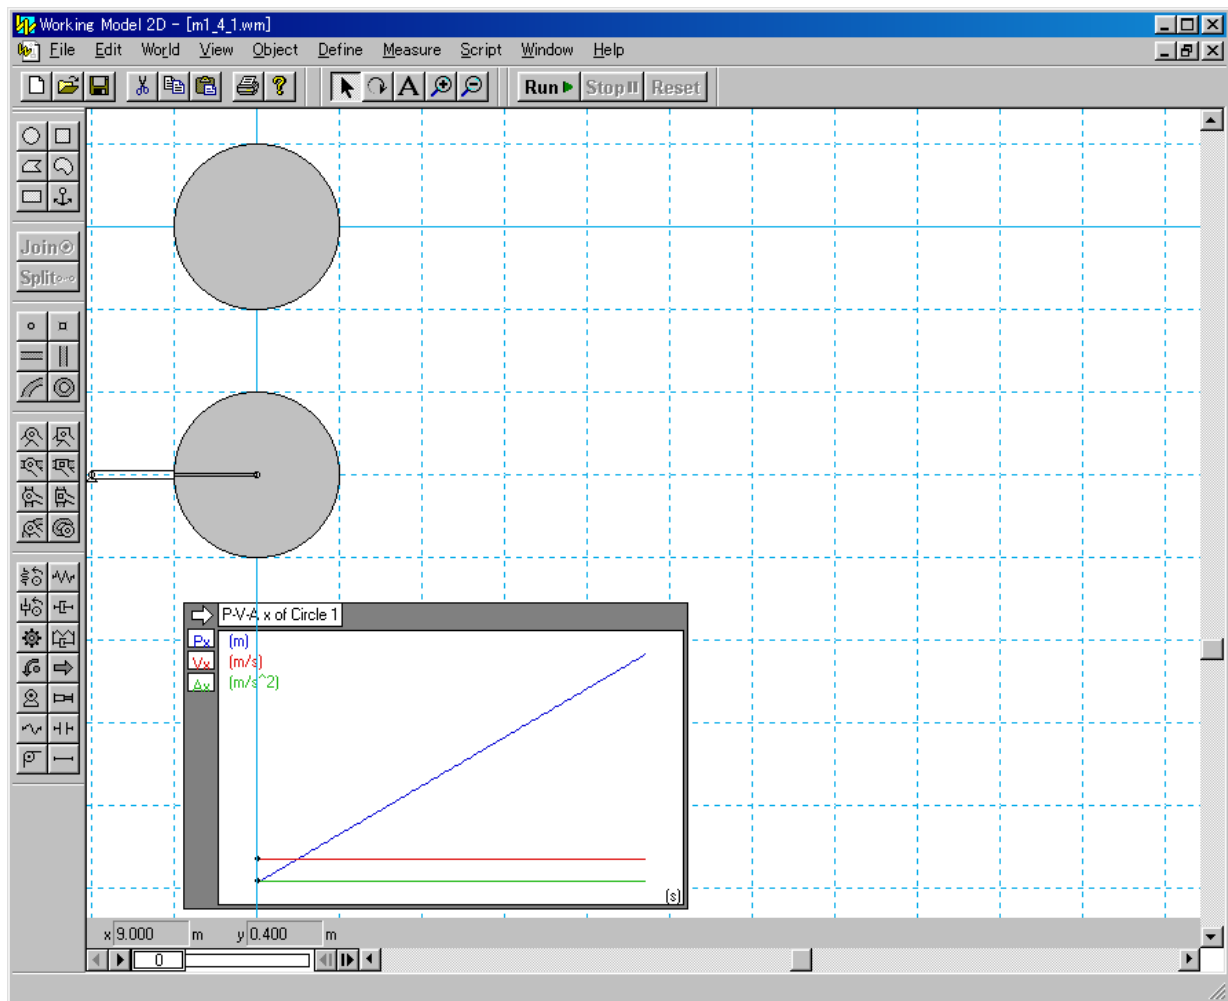 Working Model 2D - [m1_4_1.wm]
File Edit World View Object Define Measure Script Window Help
A Run Stop Reset
Join
Split
P-V-A x of Circle 1
Px (m)
Vx (m/s)
Ax (m/s^2)
(s)
x 9.000 m y 0.400 m
0